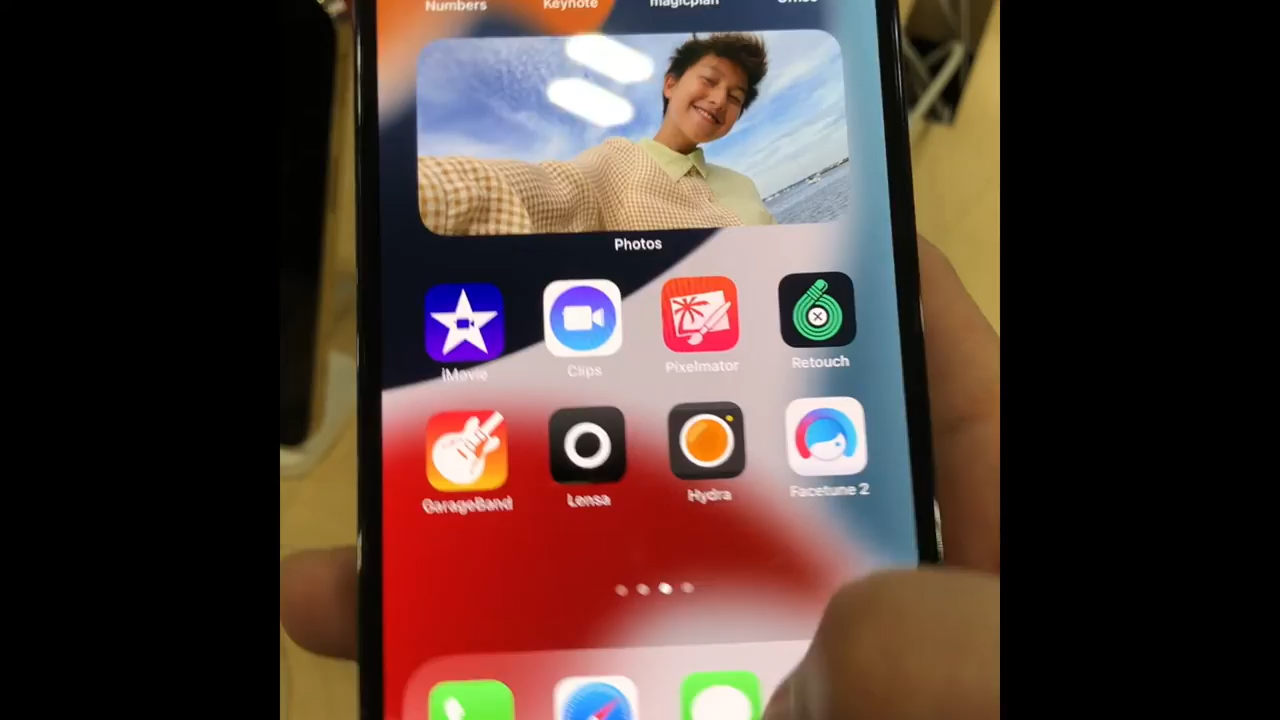 Numbers
Keynote
magicplan
Photos
iMovie
Clips
Pixelmator
Retouch
GarageBand
Lensa
Hydra
Facetune 2